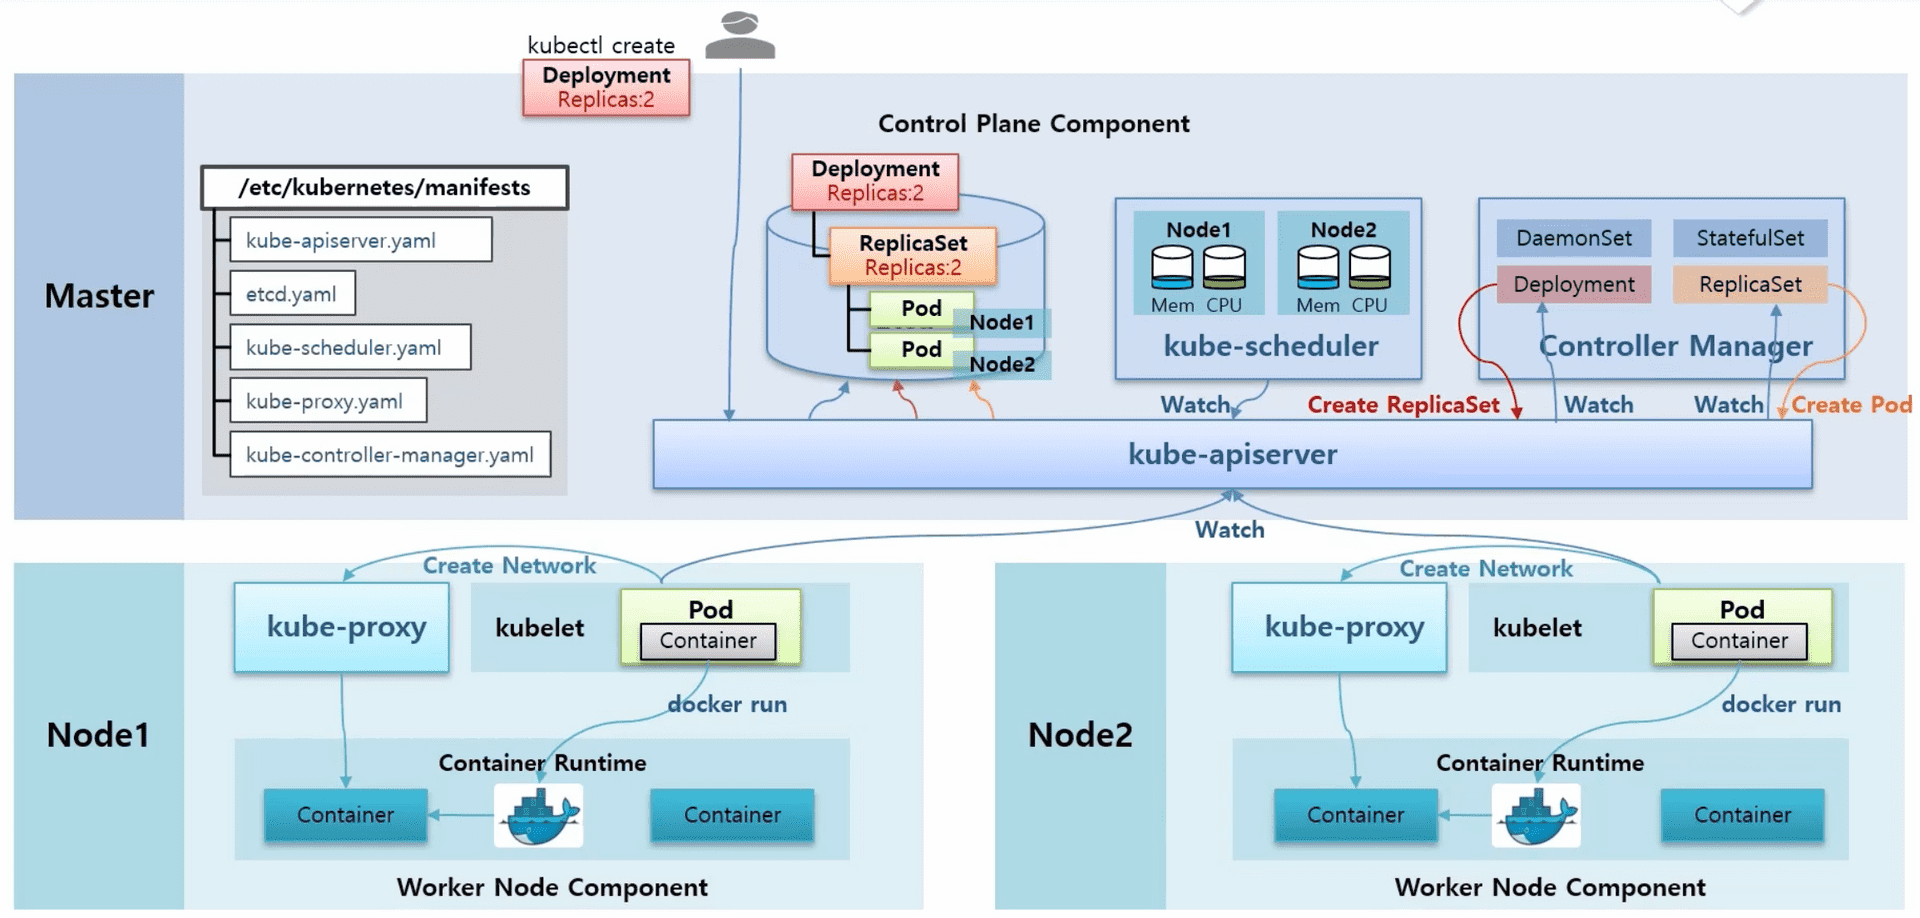 kubectl create
Deployment
Replicas:2
Master
Control Plane Component
/etc/kubernetes/manifests
kube-apiserver.yaml
etcd.yaml
kube-scheduler.yaml
kube-proxy.yaml
kube-controller-manager.yaml
Deployment
Replicas:2
ReplicaSet
Replicas:2
Pod
Node1
Pod
Node2
Node1
Mem CPU
Node2
Mem CPU
kube-scheduler
DaemonSet
StatefulSet
Deployment
ReplicaSet
Controller Manager
Watch
Create ReplicaSet
Watch
Watch
Create Pod
kube-apiserver
Watch
Node1
Create Network
kube-proxy
kubelet
Pod
Container
docker run
Container Runtime
Container
Container
Worker Node Component
Node2
Create Network
kube-proxy
kubelet
Pod
Container
docker run
Container Runtime
Container
Container
Worker Node Component